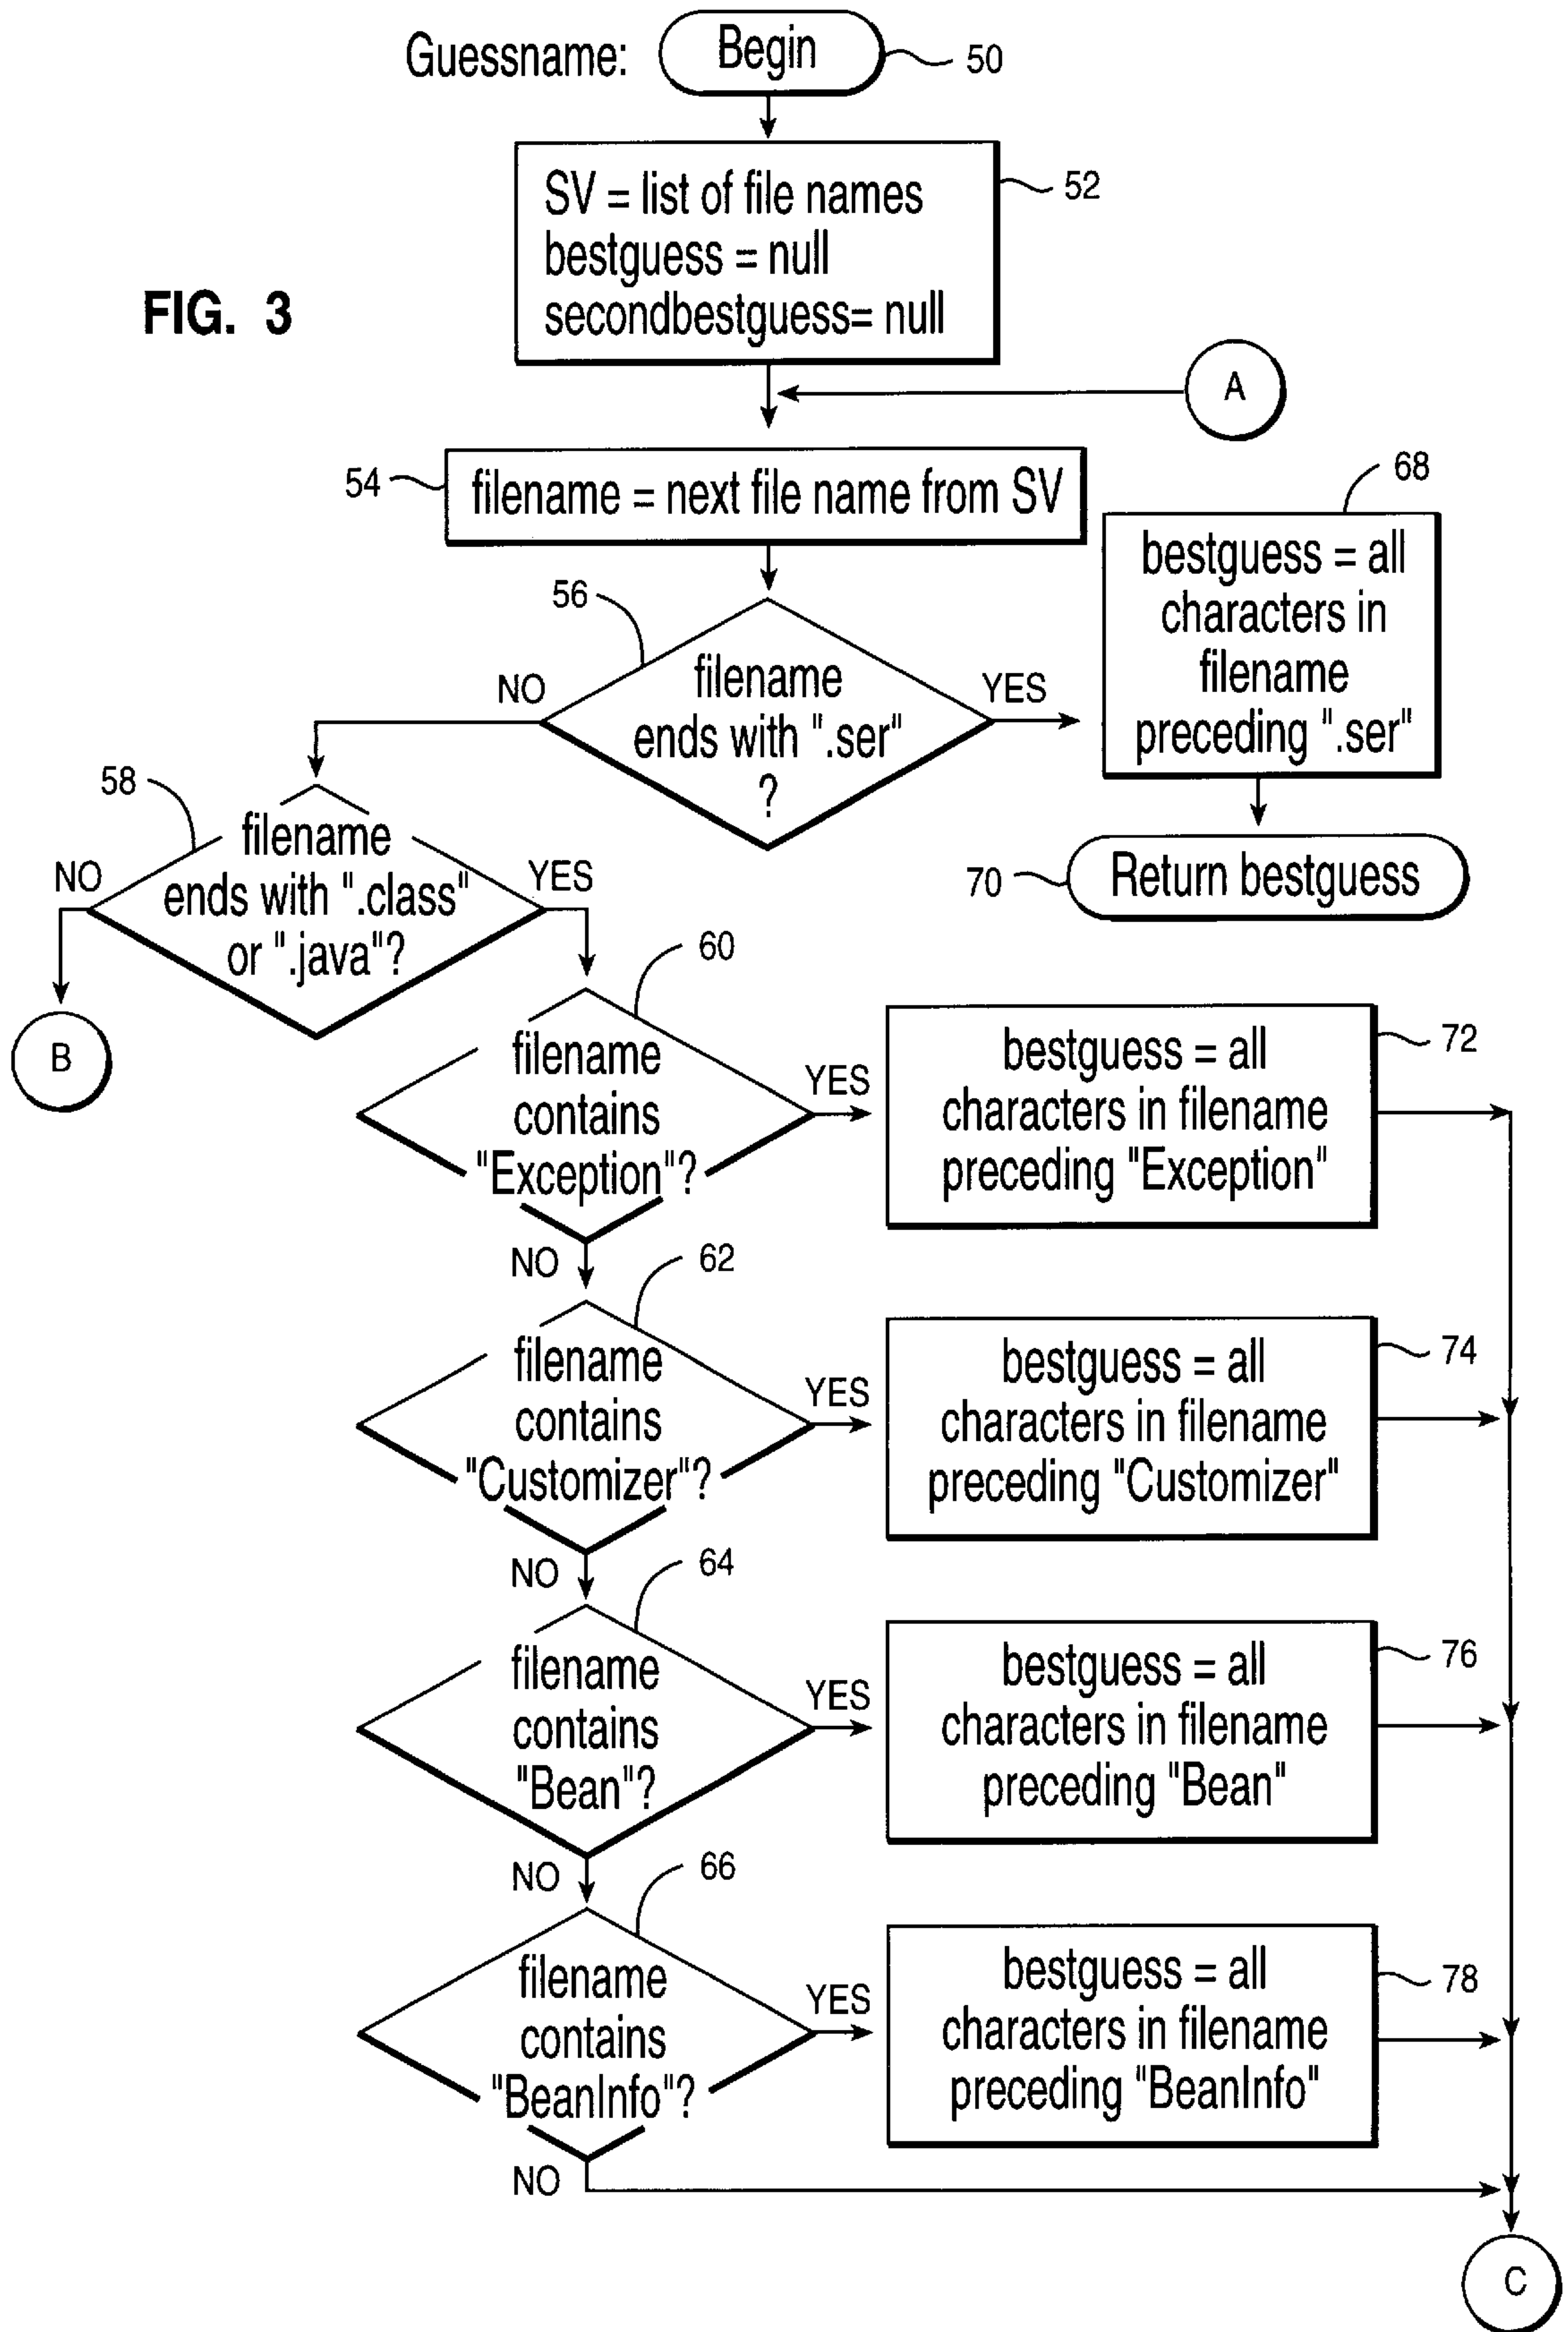 Guessname:
Begin
50
SV = list of file names
bestguess = null
secondbestguess= null
52
FIG. 3
A
54
filename = next file name from SV
68
bestguess = all
characters in
filename
preceding ".ser"
56
filename
ends with ".ser"
?
NO
YES
58
filename
ends with ".class"
or ".java"?
NO
YES
70
Return bestguess
B
60
filename
contains
"Exception"?
YES
bestguess = all
characters in filename
preceding "Exception"
72
NO
62
filename
contains
"Customizer"?
YES
bestguess = all
characters in filename
preceding "Customizer"
74
NO
64
filename
contains
"Bean"?
YES
bestguess = all
characters in filename
preceding "Bean"
76
NO
66
filename
contains
"BeanInfo"?
YES
bestguess = all
characters in filename
preceding "BeanInfo"
78
NO
C